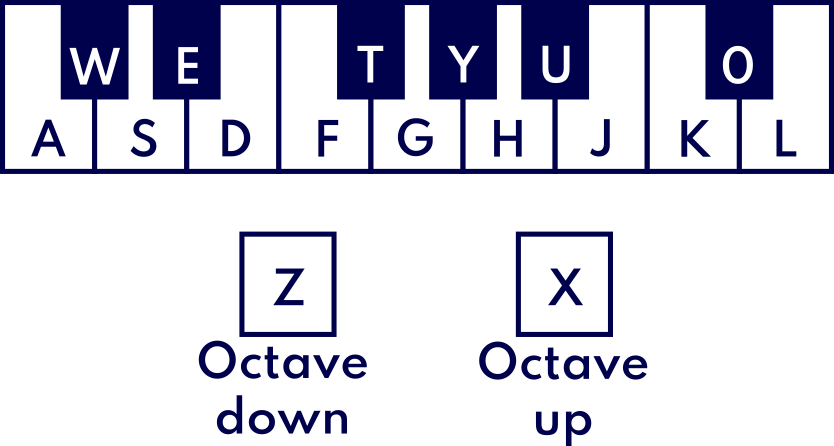 W E T Y U O
A S D F G H J K L
Z X
Octave down
Octave up